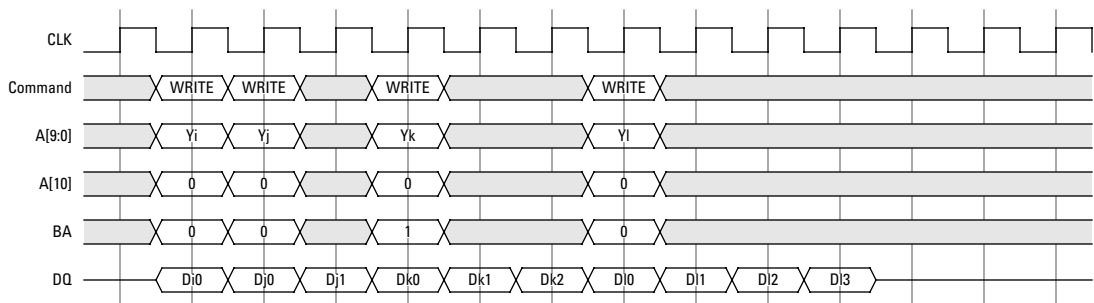 CLK
Command WRITE WRITE WRITE WRITE
A[9:0] Yi Yj Yk Yl
A[10] 0 0 0 0
BA 0 0 1 0
DQ Di0 Dj0 Dj1 Dk0 Dk1 Dk2 Dl0 Dl1 Dl2 Dl3